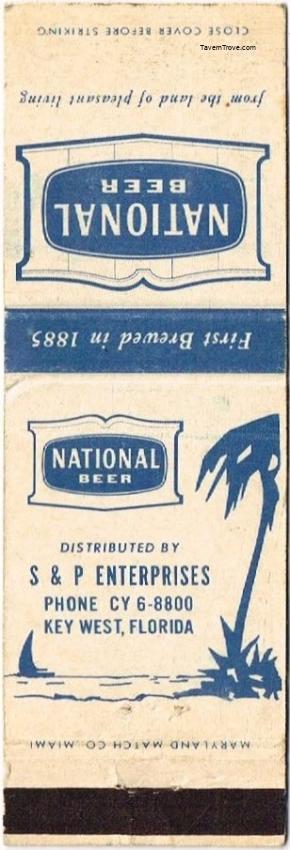 CLOSE COVER BEFORE STRIKING
TavernTrove.com
from the land of pleasant living
NATIONAL
BEER
First Brewed in 1885
NATIONAL
BEER
DISTRIBUTED BY
S & P ENTERPRISES
PHONE CY 6-8800
KEY WEST, FLORIDA
MARYLAND MATCH CO. MIAMI